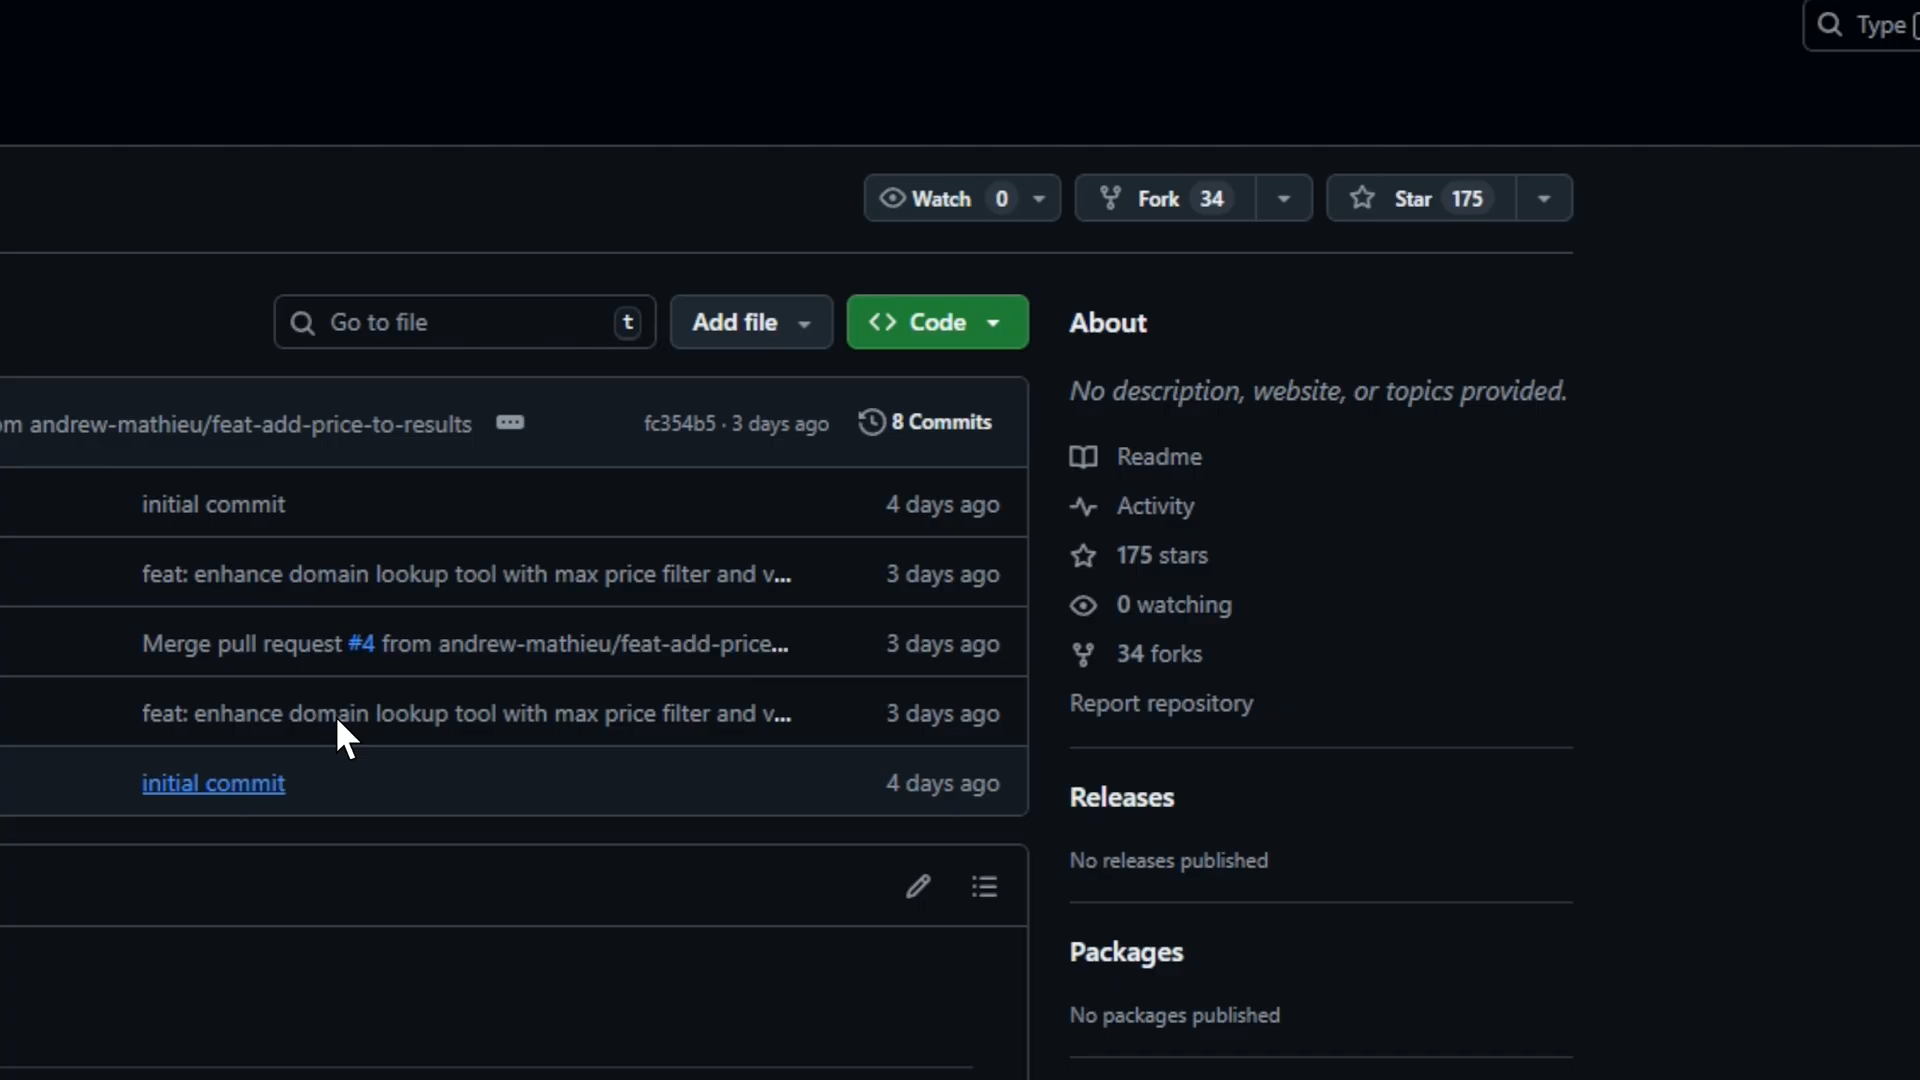 Type
Watch 0 Fork 34 Star 175
Go to file t Add file Code About
No description, website, or topics provided.
om andrew-mathieu/feat-add-price-to-results fc354b5 · 3 days ago 8 Commits
Readme
initial commit 4 days ago
Activity
175 stars
feat: enhance domain lookup tool with max price filter and v... 3 days ago
0 watching
Merge pull request #4 from andrew-mathieu/feat-add-price... 3 days ago
34 forks
Report repository
feat: enhance domain lookup tool with max price filter and v... 3 days ago
initial commit 4 days ago
Releases
No releases published
Packages
No packages published